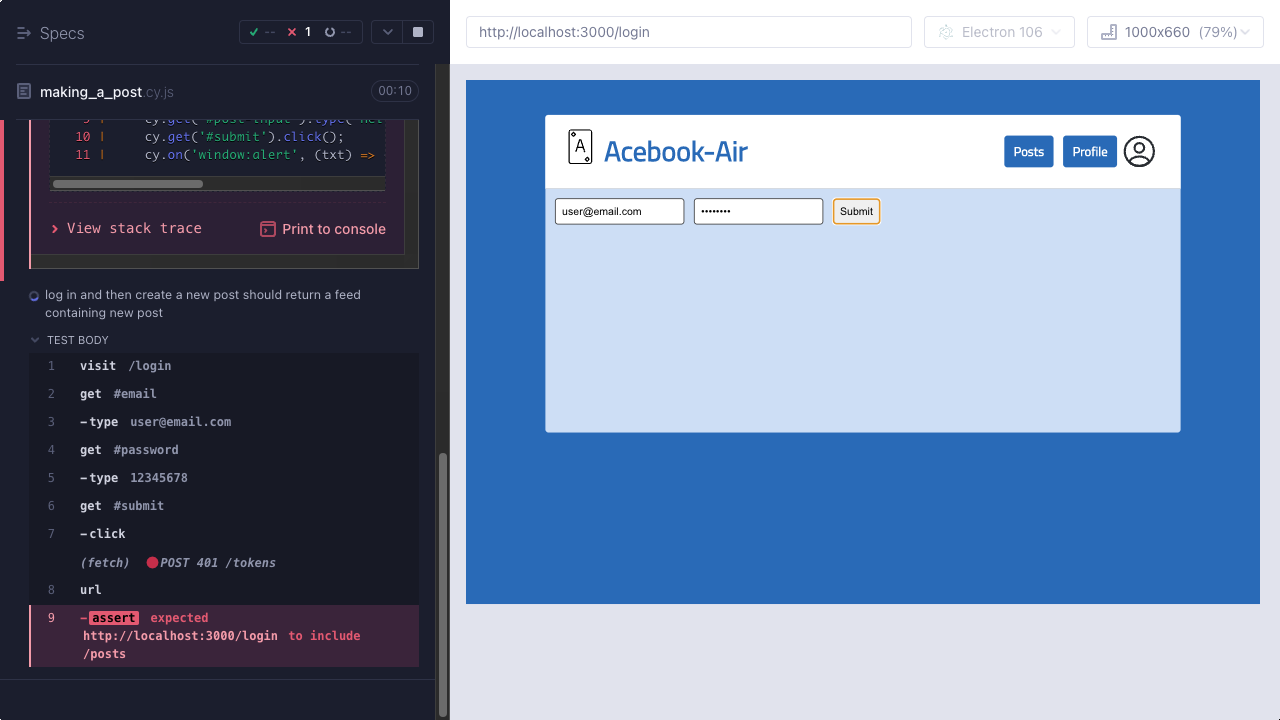 Specs
-- 1 --
making_a_post.cy.js
00:10
9 | cy.get('#post-input').type('Hel
10 | cy.get('#submit').click();
11 | cy.on('window:alert', (txt) =>
View stack trace
Print to console
log in and then create a new post should return a feed
containing new post
TEST BODY
1 visit /login
2 get #email
3 -type user@email.com
4 get #password
5 -type 12345678
6 get #submit
7 -click
(fetch) POST 401 /tokens
8 url
9 -assert expected
http://localhost:3000/login to include
/posts
http://localhost:3000/login
Electron 106
1000x660 (79%)
A
Acebook-Air
Posts
Profile
user@email.com
••••••••
Submit